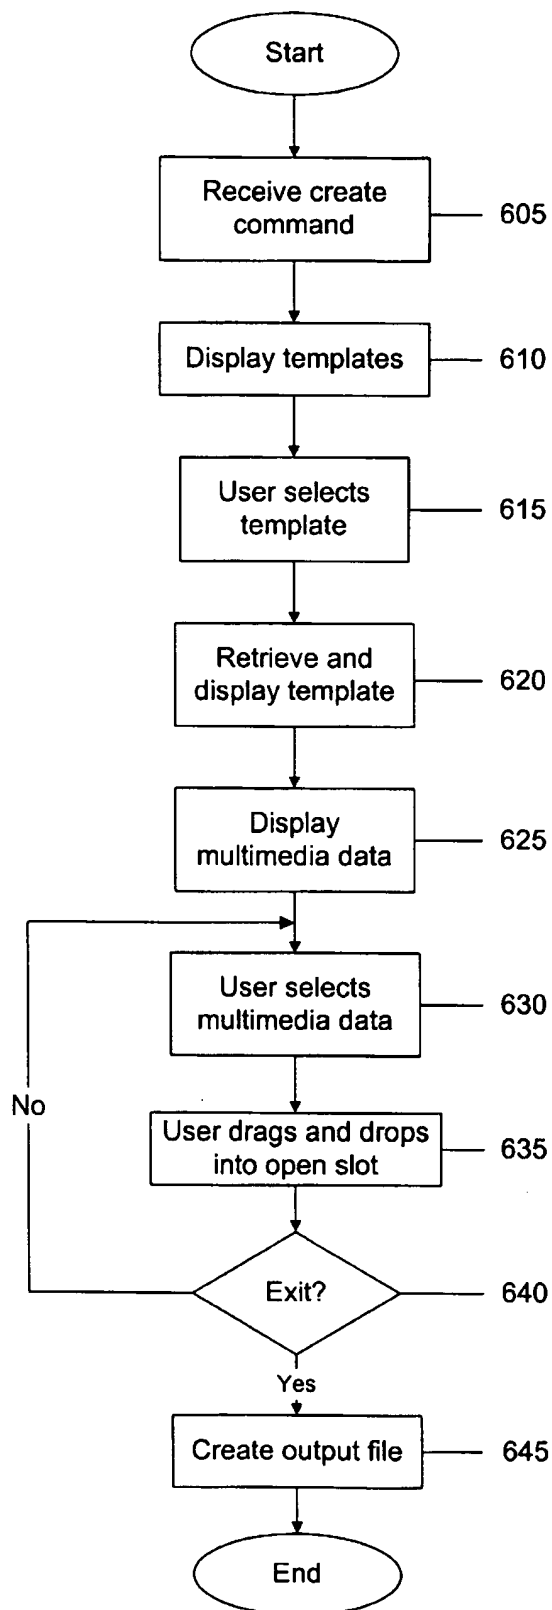 Start
Receive create
command
605
Display templates
610
User selects
template
615
Retrieve and
display template
620
Display
multimedia data
625
User selects
multimedia data
630
No
User drags and drops
into open slot
635
Exit?
640
Yes
Create output file
645
End